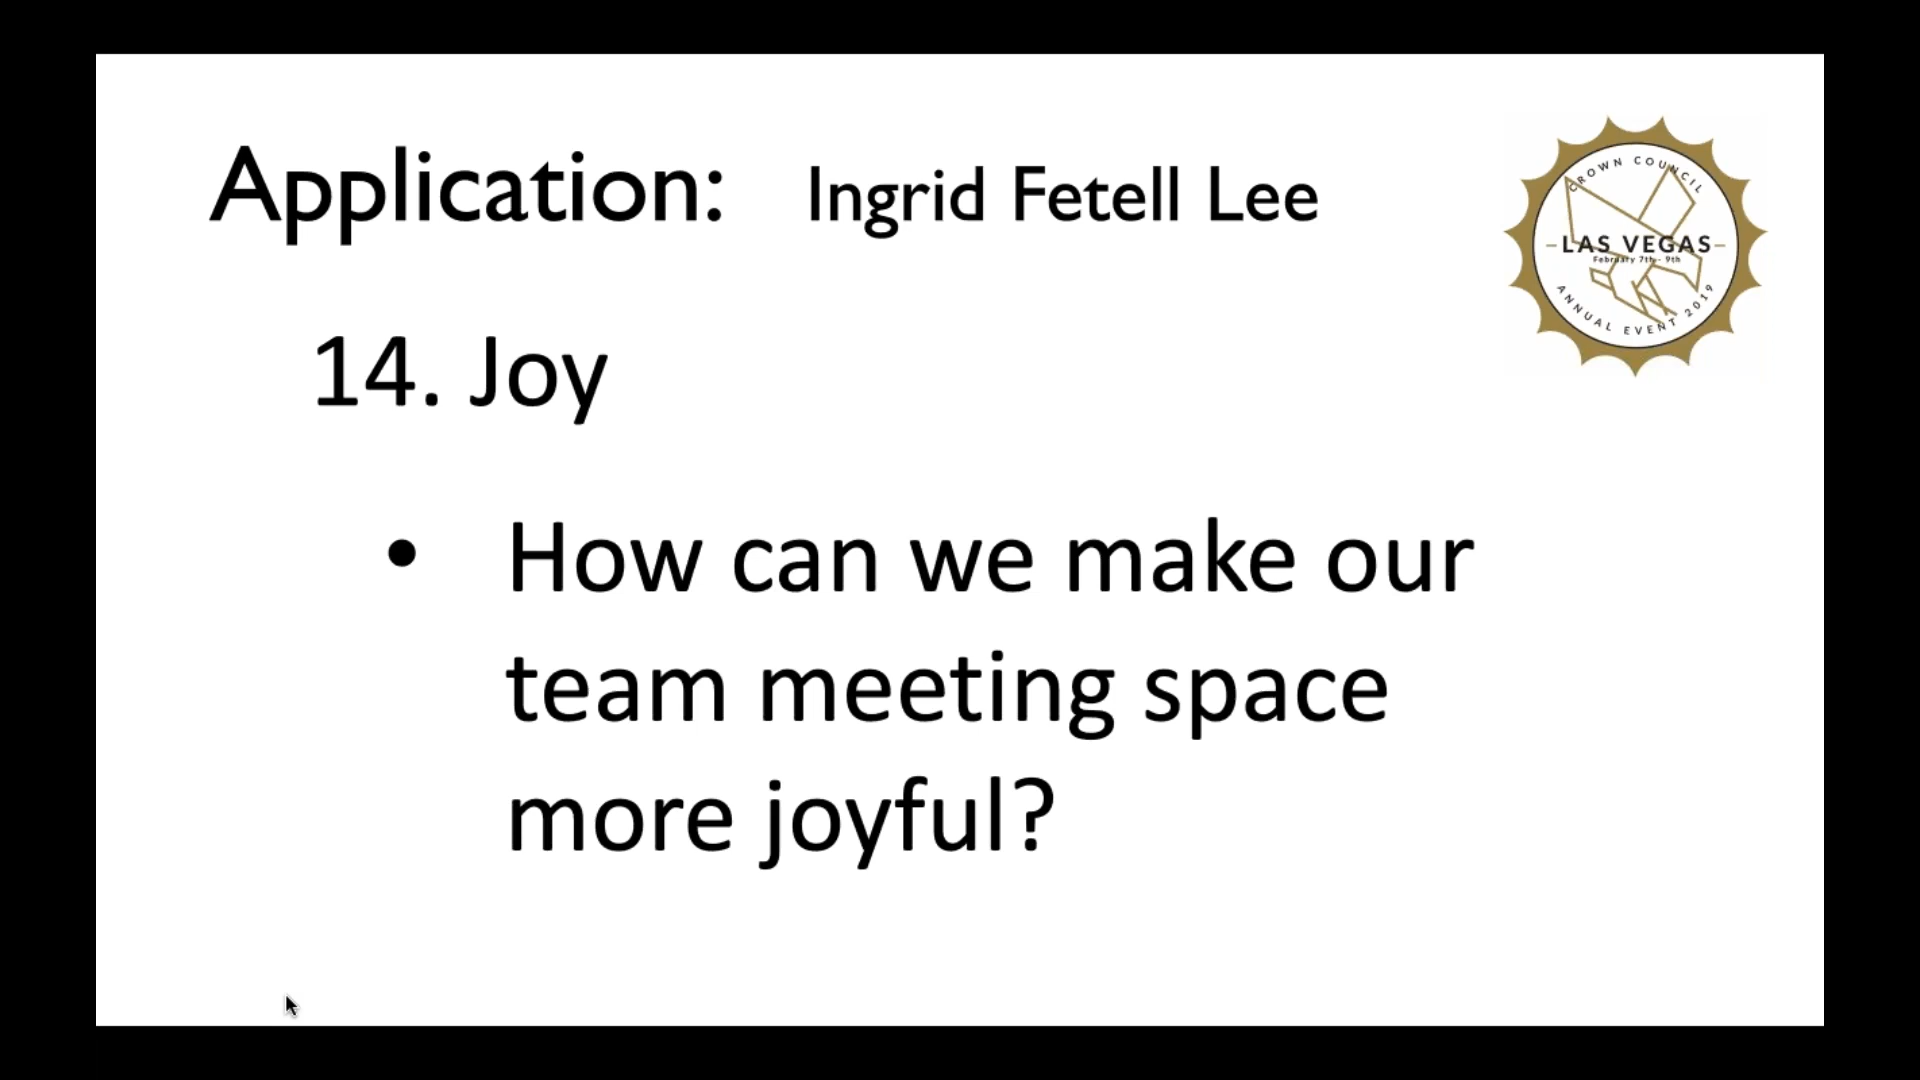 Application: Ingrid Fetell Lee
CROWN COUNCIL
LAS VEGAS
February 7th - 9th
ANNUAL EVENT 2019
14. Joy
• How can we make our
team meeting space
more joyful?